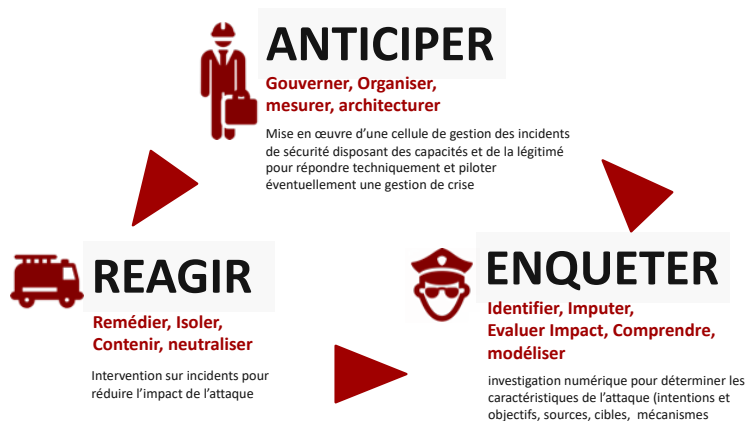 ANTICIPER
Gouverner, Organiser,
mesurer, architecturer
Mise en œuvre d'une cellule de gestion des incidents
de sécurité disposant des capacités et de la légitimé
pour répondre techniquement et piloter
éventuellement une gestion de crise
REAGIR
Remédier, Isoler,
Contenir, neutraliser
Intervention sur incidents pour
réduire l'impact de l'attaque
ENQUETER
Identifier, Imputer,
Evaluer Impact, Comprendre,
modéliser
investigation numérique pour déterminer les
caractéristiques de l'attaque (intentions et
objectifs, sources, cibles, mécanismes